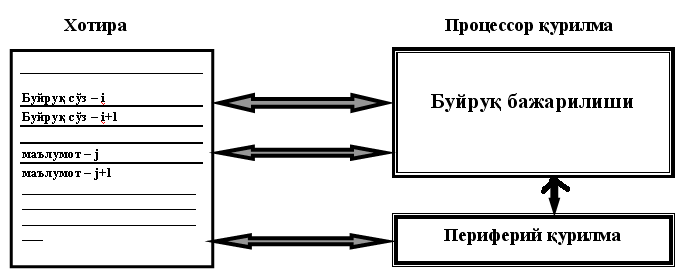 Хотира
Процессор қурилма
Буйруқ сўз – i
Буйруқ сўз – i+1
маълумот – j
маълумот – j+1
Буйруқ бажарилиши
Периферий қурилма